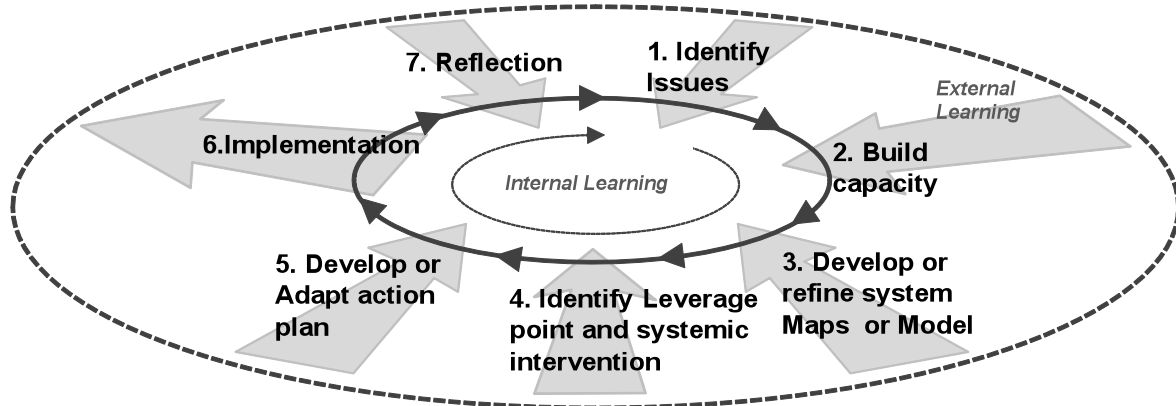 1. Identify
Issues
External
Learning
2. Build
capacity
3. Develop or
refine system
Maps or Model
4. Identify Leverage
point and systemic
intervention
5. Develop or
Adapt action
plan
6.Implementation
7. Reflection
Internal Learning